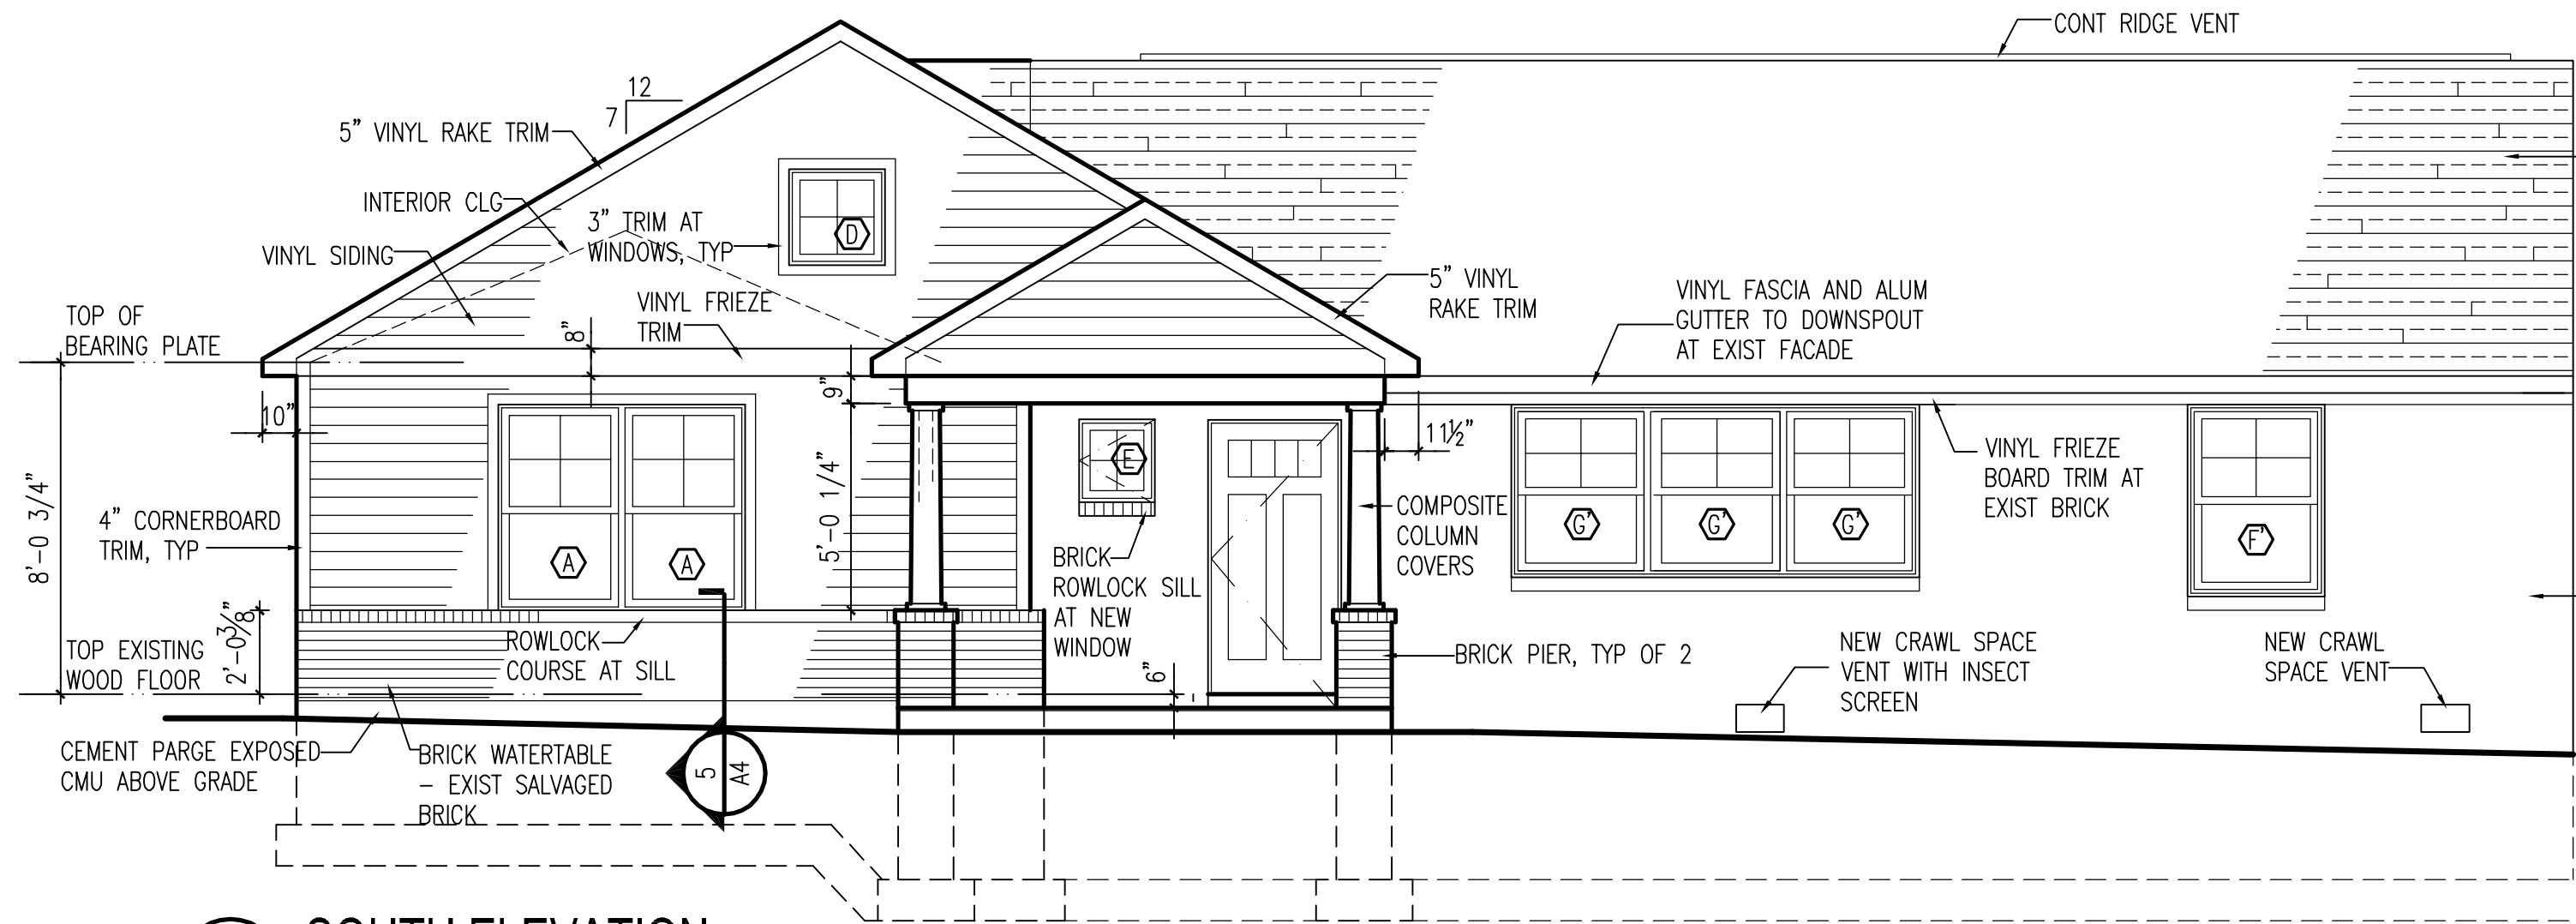 CONT RIDGE VENT
12
7
5” VINYL RAKE TRIM
INTERIOR CLG
3” TRIM AT
WINDOWS, TYP
D
VINYL SIDING
VINYL FRIEZE
TRIM
8”
5” VINYL
RAKE TRIM
VINYL FASCIA AND ALUM
GUTTER TO DOWNSPOUT
AT EXIST FACADE
TOP OF
BEARING PLATE
9”
10”
11½”
E
VINYL FRIEZE
BOARD TRIM AT
EXIST BRICK
8’-0 3/4”
5’-0 1/4”
4” CORNERBOARD
TRIM, TYP
A
A
COMPOSITE
COLUMN
COVERS
G’
G’
G’
F’
BRICK
ROWLOCK SILL
AT NEW
WINDOW
2’-0⅜”
TOP EXISTING
WOOD FLOOR
ROWLOCK
COURSE AT SILL
6”
BRICK PIER, TYP OF 2
NEW CRAWL SPACE
VENT WITH INSECT
SCREEN
NEW CRAWL
SPACE VENT
CEMENT PARGE EXPOSED
CMU ABOVE GRADE
BRICK WATERTABLE
– EXIST SALVAGED
BRICK
5
A4
SOUTH ELEVATION